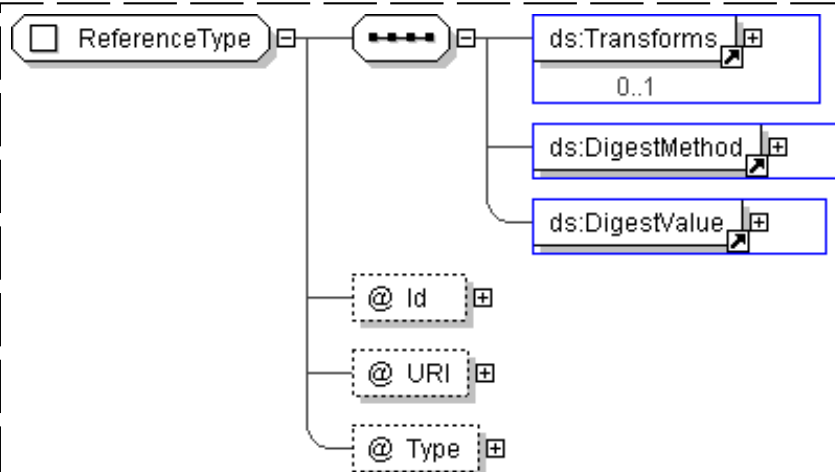 ReferenceType
ds:Transforms
0..1
ds:DigestMethod
ds:DigestValue
@ Id
@ URI
@ Type